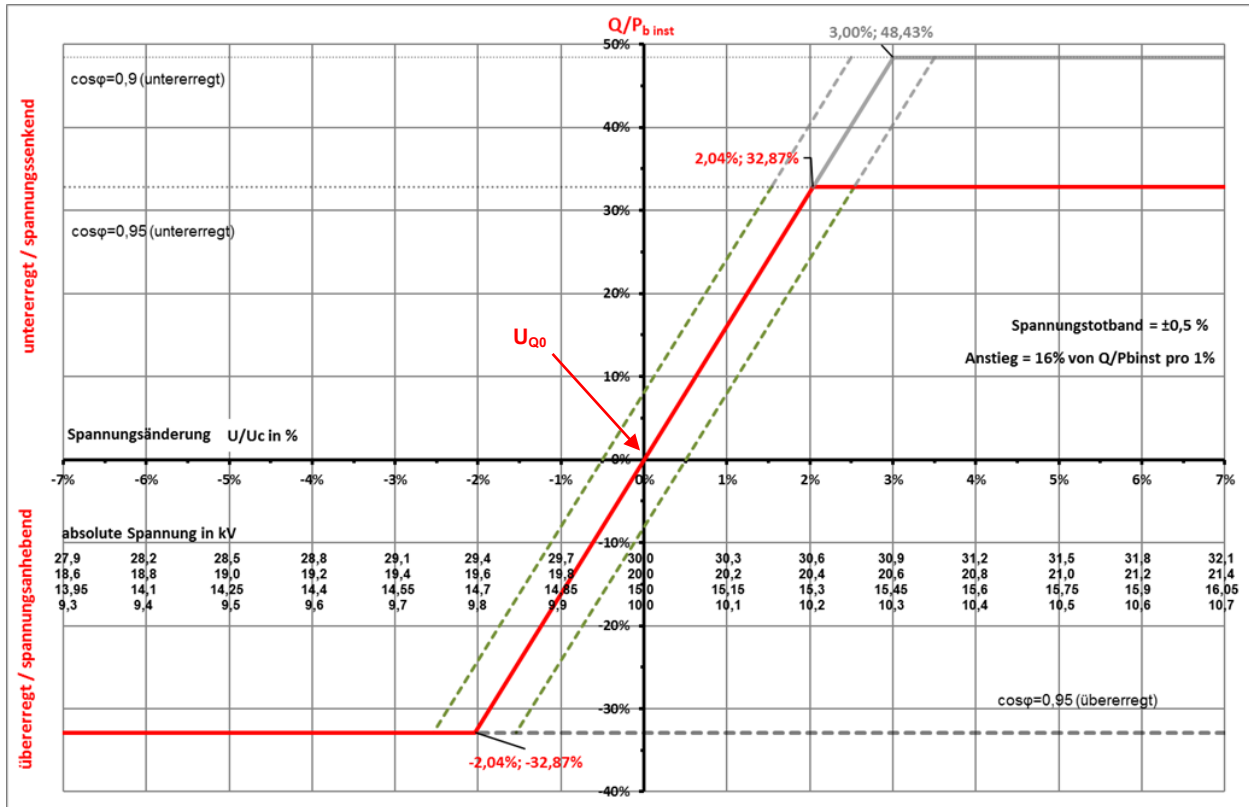 Q/P_b inst
3,00%; 48,43%
50%
cosφ=0,9 (untererregt)
untererregt / spannungssenkend
40%
2,04%; 32,87%
30%
cosφ=0,95 (untererregt)
20%
Spannungstotband = ±0,5 %
U_Q0
Anstieg = 16% von Q/Pbinst pro 1%
10%
Spannungsänderung U/Uc in %
0%
-7% -6% -5% -4% -3% -2% -1% 0% 1% 2% 3% 4% 5% 6% 7%
absolute Spannung in kV
-10%
27,9 28,2 28,5 28,8 29,1 29,4 29,7 30,0 30,3 30,6 30,9 31,2 31,5 31,8 32,1
18,6 18,8 19,0 19,2 19,4 19,6 19,8 20,0 20,2 20,4 20,6 20,8 21,0 21,2 21,4
13,95 14,1 14,25 14,4 14,55 14,7 14,85 15,0 15,15 15,3 15,45 15,6 15,75 15,9 16,05
9,3 9,4 9,5 9,6 9,7 9,8 9,9 10,0 10,1 10,2 10,3 10,4 10,5 10,6 10,7
übererregt / spannungsanhebend
-20%
cosφ=0,95 (übererregt)
-30%
-2,04%; -32,87%
-40%